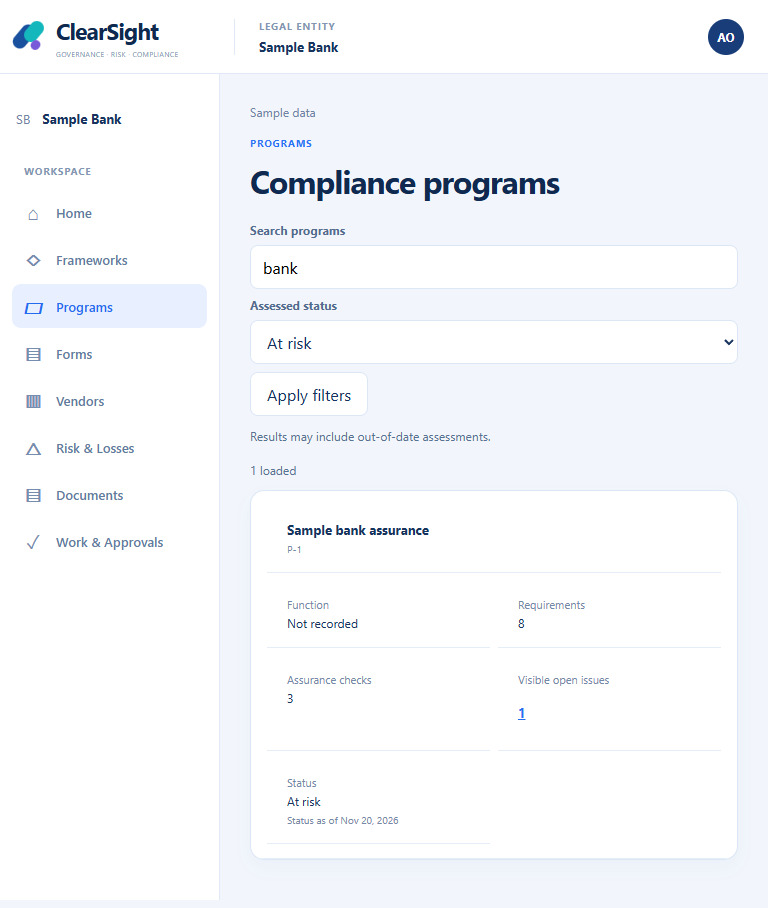 ClearSight
GOVERNANCE · RISK · COMPLIANCE
LEGAL ENTITY
Sample Bank
AO
SB Sample Bank
WORKSPACE
Home
Frameworks
Programs
Forms
Vendors
Risk & Losses
Documents
Work & Approvals
Sample data
PROGRAMS
Compliance programs
Search programs
bank
Assessed status
At risk
Apply filters
Results may include out-of-date assessments.
1 loaded
Sample bank assurance
P-1
Function
Not recorded
Requirements
8
Assurance checks
3
Visible open issues
1
Status
At risk
Status as of Nov 20, 2026